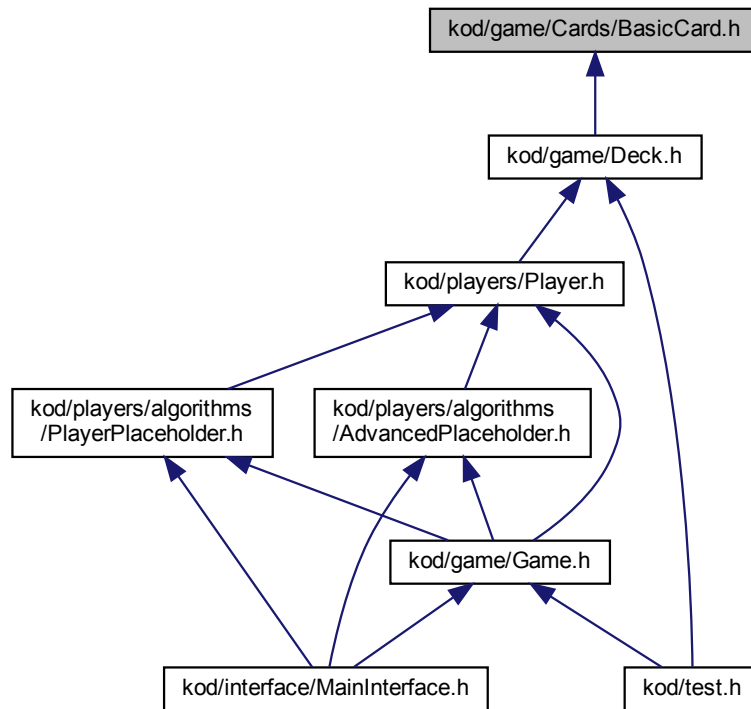 kod/game/Cards/BasicCard.h
kod/game/Deck.h
kod/players/Player.h
kod/players/algorithms
/PlayerPlaceholder.h
kod/players/algorithms
/AdvancedPlaceholder.h
kod/game/Game.h
kod/interface/MainInterface.h
kod/test.h